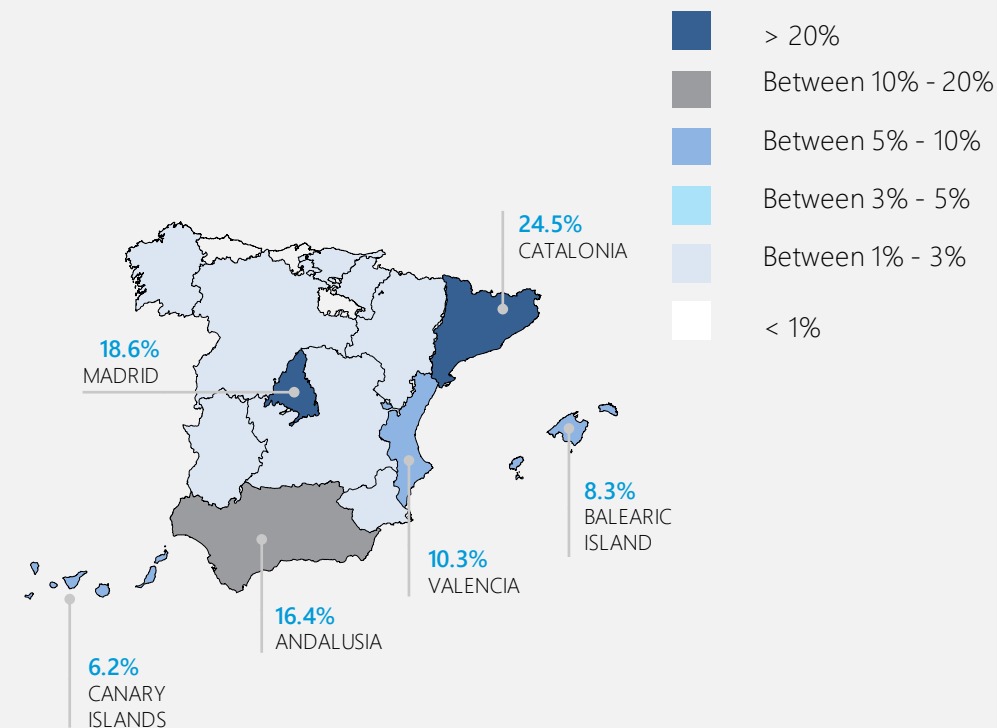 > 20%
Between 10% - 20%
Between 5% - 10%
Between 3% - 5%
Between 1% - 3%
< 1%
24.5%
CATALONIA
18.6%
MADRID
8.3%
BALEARIC
ISLAND
10.3%
VALENCIA
16.4%
ANDALUSIA
6.2%
CANARY
ISLANDS